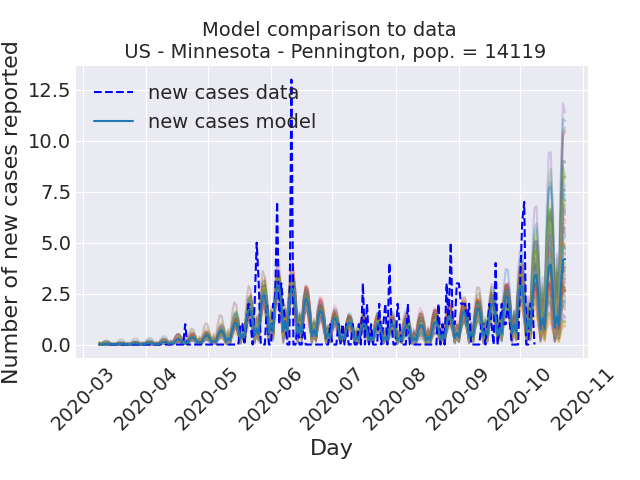 Model comparison to data
US - Minnesota - Pennington, pop. = 14119
Number of new cases reported
12.5
10.0
7.5
5.0
2.5
0.0
new cases data
new cases model
2020-03
2020-04
2020-05
2020-06
2020-07
2020-08
2020-09
2020-10
2020-11
Day